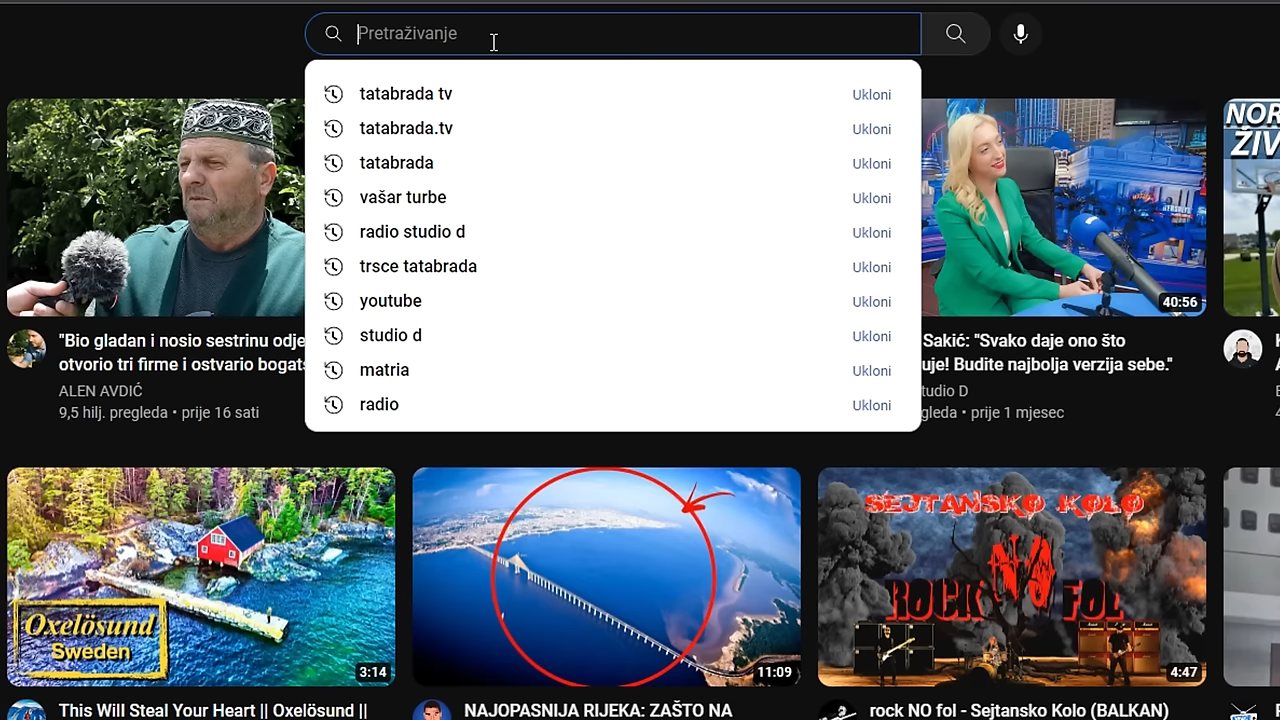 Pretraživanje
tatabrada tv Ukloni
tatabrada.tv Ukloni
tatabrada Ukloni
vašar turbe Ukloni
radio studio d Ukloni
trsce tatabrada Ukloni
youtube Ukloni
studio d Ukloni
matria Ukloni
radio Ukloni
"Bio gladan i nosio sestrinu odje
otvorio tri firme i ostvario bogats
ALEN AVDIĆ
9,5 hilj. pregleda • prije 16 sati
40:56
Sakić: "Svako daje ono što
uje! Budite najbolja verzija sebe."
tudio D
gleda • prije 1 mjesec
NOR
ŽIV
Oxelösund
Sweden
3:14
11:09
SEJTANSKO KOLO
ROCK NO FOL
4:47
This Will Steal Your Heart || Oxelösund ||
NAJOPASNIJA RIJEKA: ZAŠTO NA
rock NO fol - Sejtansko Kolo (BALKAN)